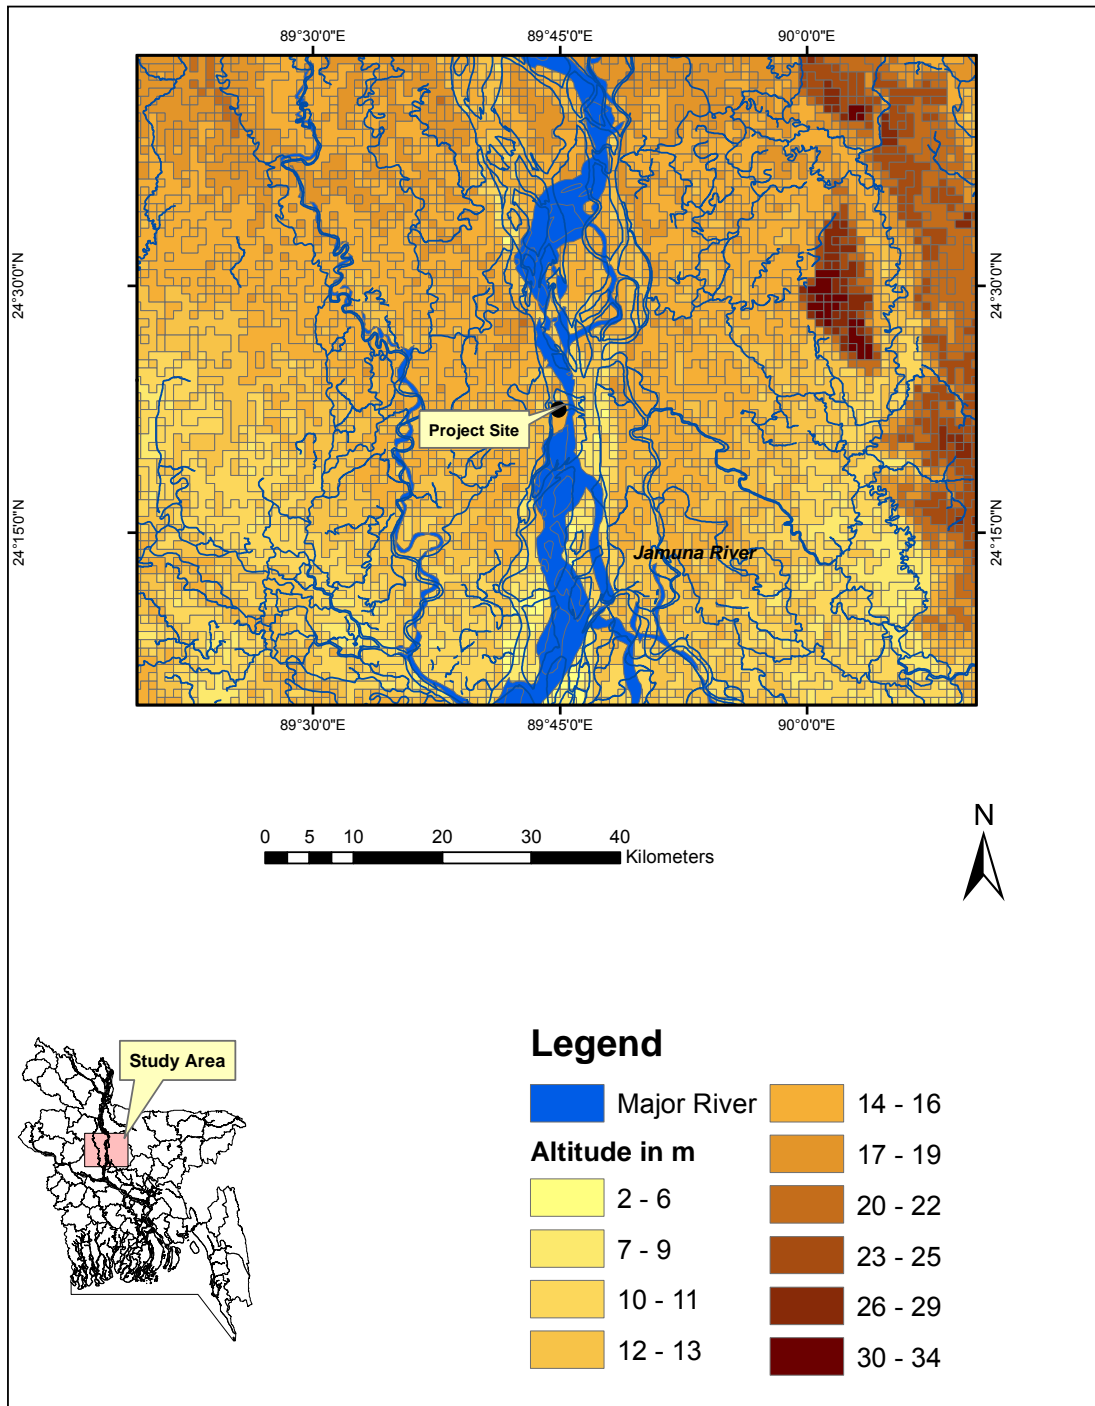 89°30'0"E 89°45'0"E 90°0'0"E
24°30'0"N 24°30'0"N
Project Site
24°15'0"N 24°15'0"N
Jamuna River
89°30'0"E 89°45'0"E 90°0'0"E
0 5 10 20 30 40
Kilometers
N
Study Area
Legend
Major River
Altitude in m
2 - 6
7 - 9
10 - 11
12 - 13
14 - 16
17 - 19
20 - 22
23 - 25
26 - 29
30 - 34